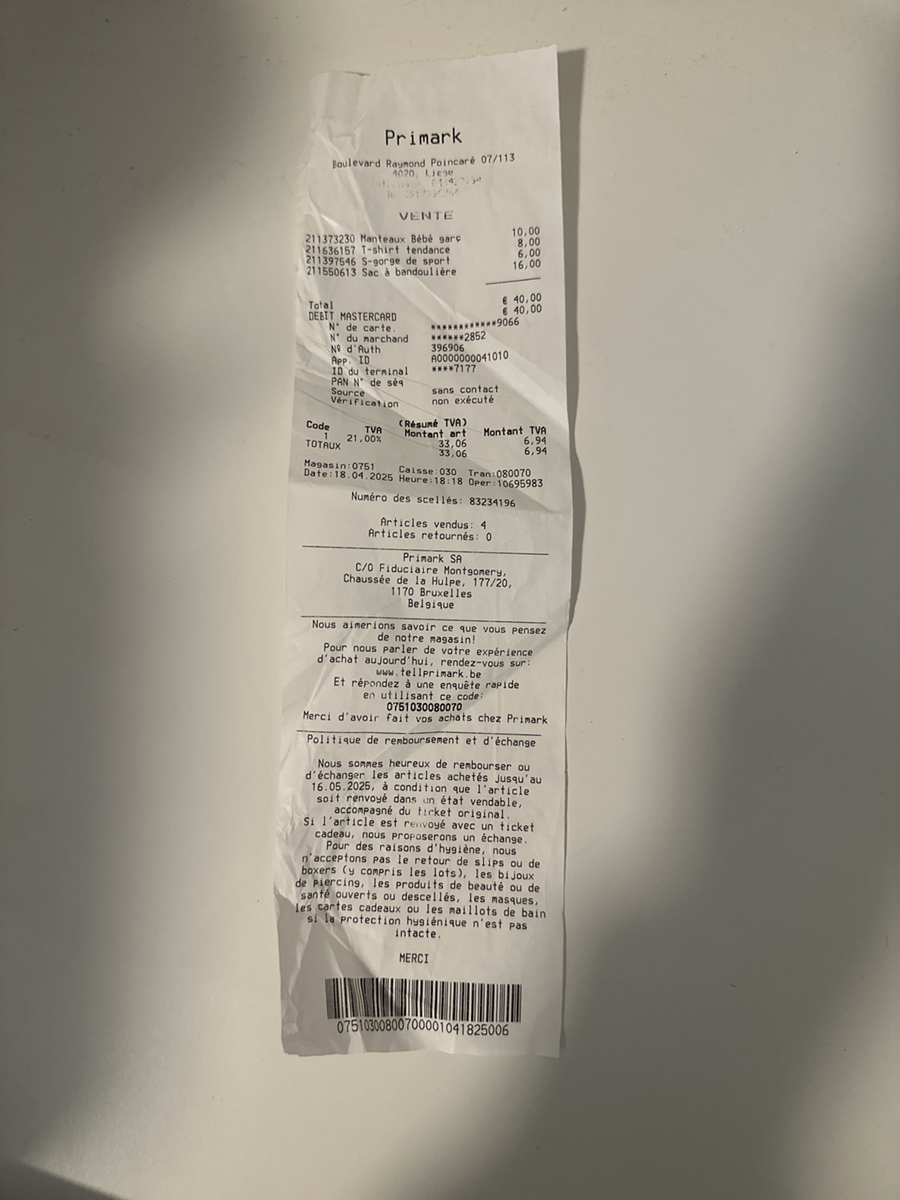 Primark
Boulevard Raymond Poincaré 07/113
4020, Liege
VENTE
211373230 Manteaux Bébé garç 10,00
211636157 T-shirt tendance 8,00
211397546 S-gorge de sport 6,00
211550613 Sac à bandoulière 16,00
Total € 40,00
DEBIT MASTERCARD € 40,00
N° de carte. ************9066
N° du marchand ******2852
Nº d'Auth 396906
App. ID A0000000041010
ID du terminal ****7177
PAN N° de séq
Source sans contact
Vérification non exécuté
(Résumé TVA)
Code TVA Montant art Montant TVA
1 21,00% 33,06 6,94
TOTAUX 33,06 6,94
Magasin:0751 Caisse:030 Tran:080070
Date:18.04.2025 Heure:18:18 Oper:10695983
Numéro des scellés: 83234196
Articles vendus: 4
Articles retournés: 0
Primark SA
C/O Fiduciaire Montgomery,
Chaussée de la Hulpe, 177/20,
1170 Bruxelles
Belgique
Nous aimerions savoir ce que vous pensez
de notre magasin!
Pour nous parler de votre expérience
d'achat aujourd'hui, rendez-vous sur:
www.tellprimark.be
Et répondez à une enquête rapide
en utilisant ce code:
0751030080070
Merci d'avoir fait vos achats chez Primark
Politique de remboursement et d'échange
Nous sommes heureux de rembourser ou
d'échanger les articles achetés jusqu'au
16.05.2025, à condition que l'article
soit renvoyé dans un état vendable,
accompagné du ticket original.
Si l'article est renvoyé avec un ticket
cadeau, nous proposerons un échange.
Pour des raisons d'hygiène, nous
n'acceptons pas le retour de slips ou de
boxers (y compris les lots), les bijoux
de piercing, les produits de beauté ou de
santé ouverts ou descellés, les masques,
les cartes cadeaux ou les maillots de bain
si la protection hygiénique n'est pas
intacte.
MERCI
07510300800700001041825006